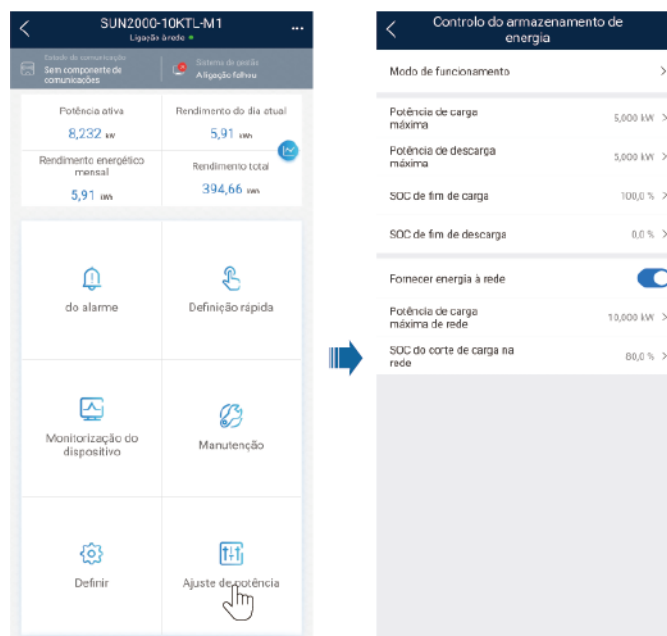 SUN2000-10KTL-M1
Ligação à rede
Estado de comunicação
Sem componente de
comunicações
Sistema de gestão
A ligação falhou
Potência ativa
8,232 kW
Rendimento do dia atual
5,91 kWh
Rendimento energético
mensal
5,91 kWh
Rendimento total
394,66 kWh
do alarme
Definição rápida
Monitorização do
dispositivo
Manutenção
Definir
Ajuste de potência
Controlo do armazenamento de
energia
Modo de funcionamento
Potência de carga
máxima
5,000 kW
Potência de descarga
máxima
5,000 kW
SOC de fim de carga
100,0 %
SOC de fim de descarga
0,0 %
Fornecer energia à rede
Potência de carga
máxima de rede
10,000 kW
SOC do corte de carga na
rede
80,0 %